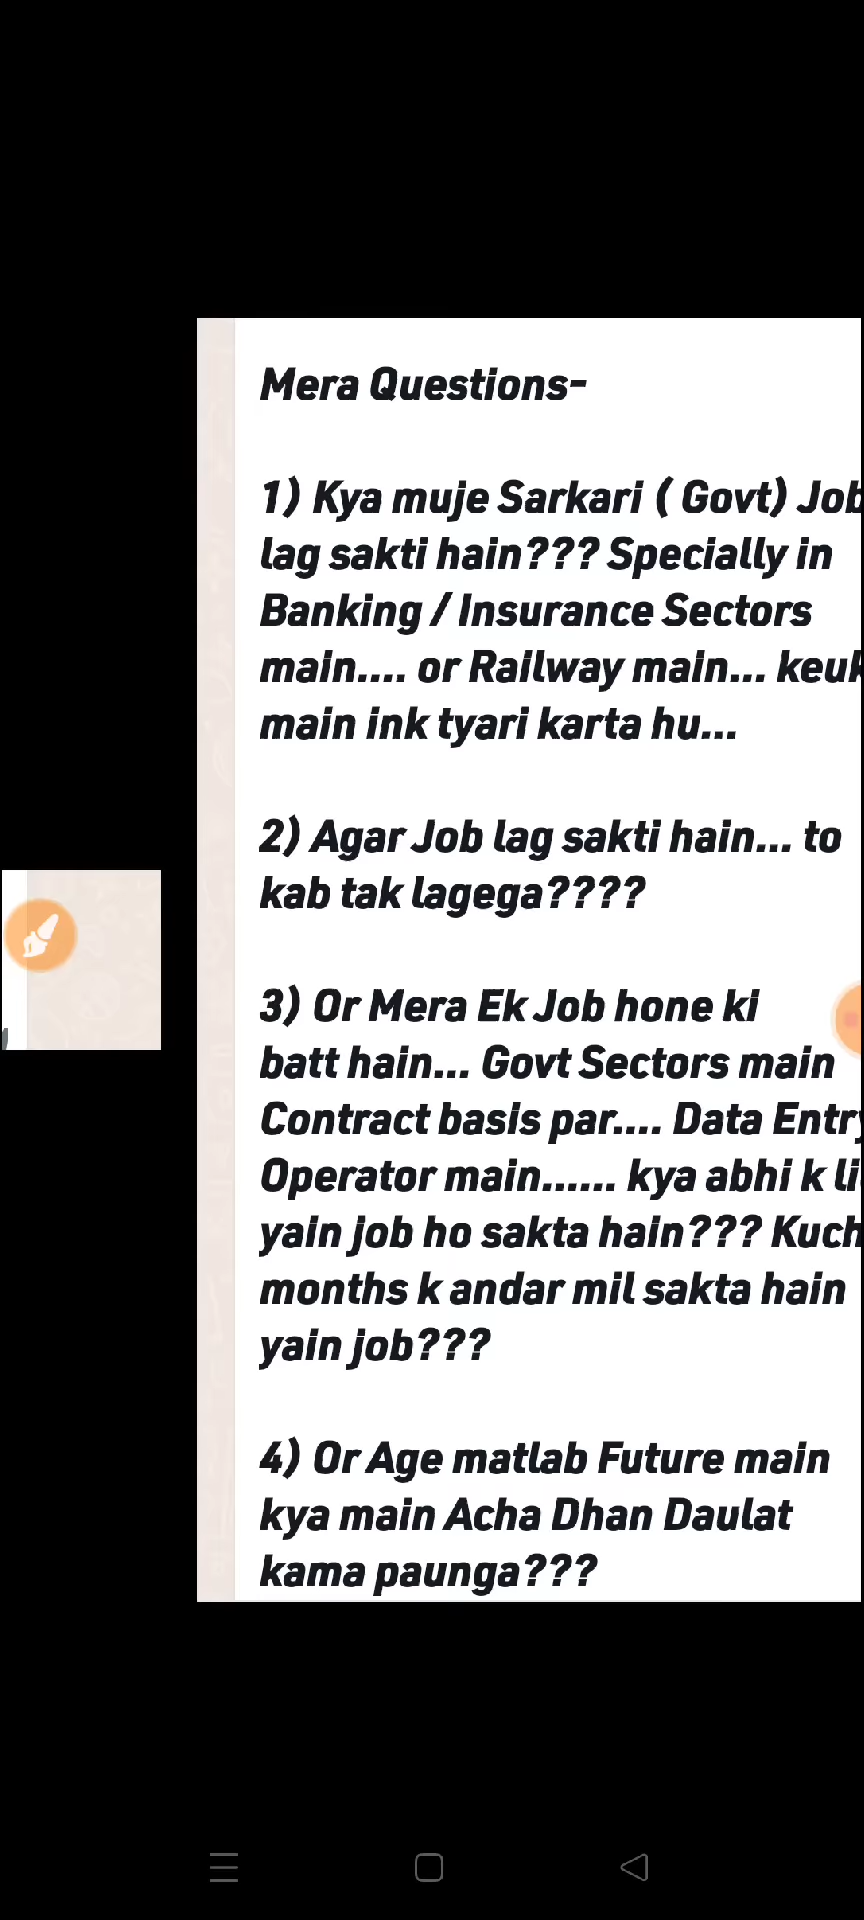 Mera Questions-
1) Kya muje Sarkari ( Govt) Job
lag sakti hain??? Specially in
Banking / Insurance Sectors
main.... or Railway main... keuk
main ink tyari karta hu...
2) Agar Job lag sakti hain... to
kab tak lagega????
3) Or Mera Ek Job hone ki
batt hain... Govt Sectors main
Contract basis par.... Data Entry
Operator main...... kya abhi k li
yain job ho sakta hain??? Kuch
months k andar mil sakta hain
yain job???
4) Or Age matlab Future main
kya main Acha Dhan Daulat
kama paunga???